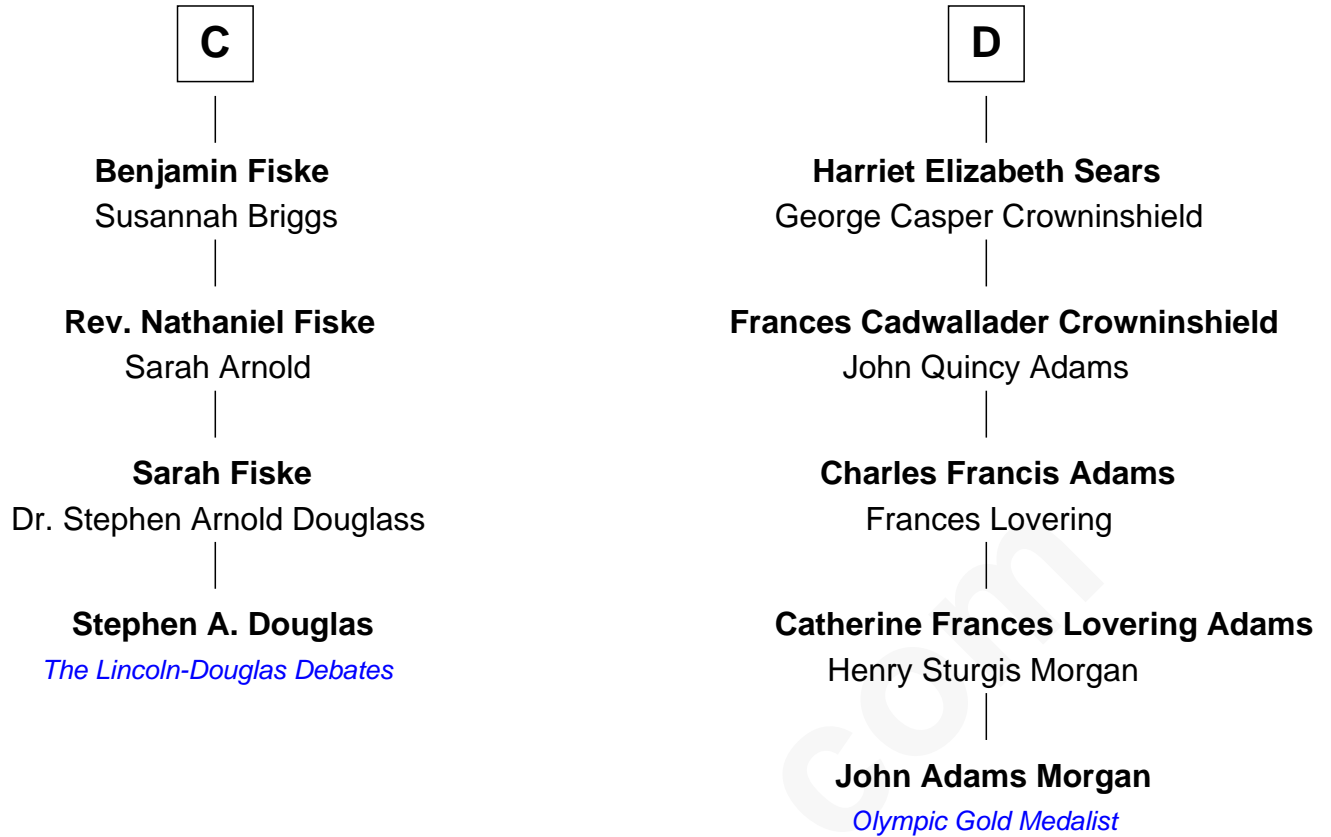 C
Benjamin Fiske
Susannah Briggs
Rev. Nathaniel Fiske
Sarah Arnold
Sarah Fiske
Dr. Stephen Arnold Douglass
Stephen A. Douglas
The Lincoln-Douglas Debates
D
Harriet Elizabeth Sears
George Casper Crowninshield
Frances Cadwallader Crowninshield
John Quincy Adams
Charles Francis Adams
Frances Lovering
Catherine Frances Lovering Adams
Henry Sturgis Morgan
John Adams Morgan
Olympic Gold Medalist
com